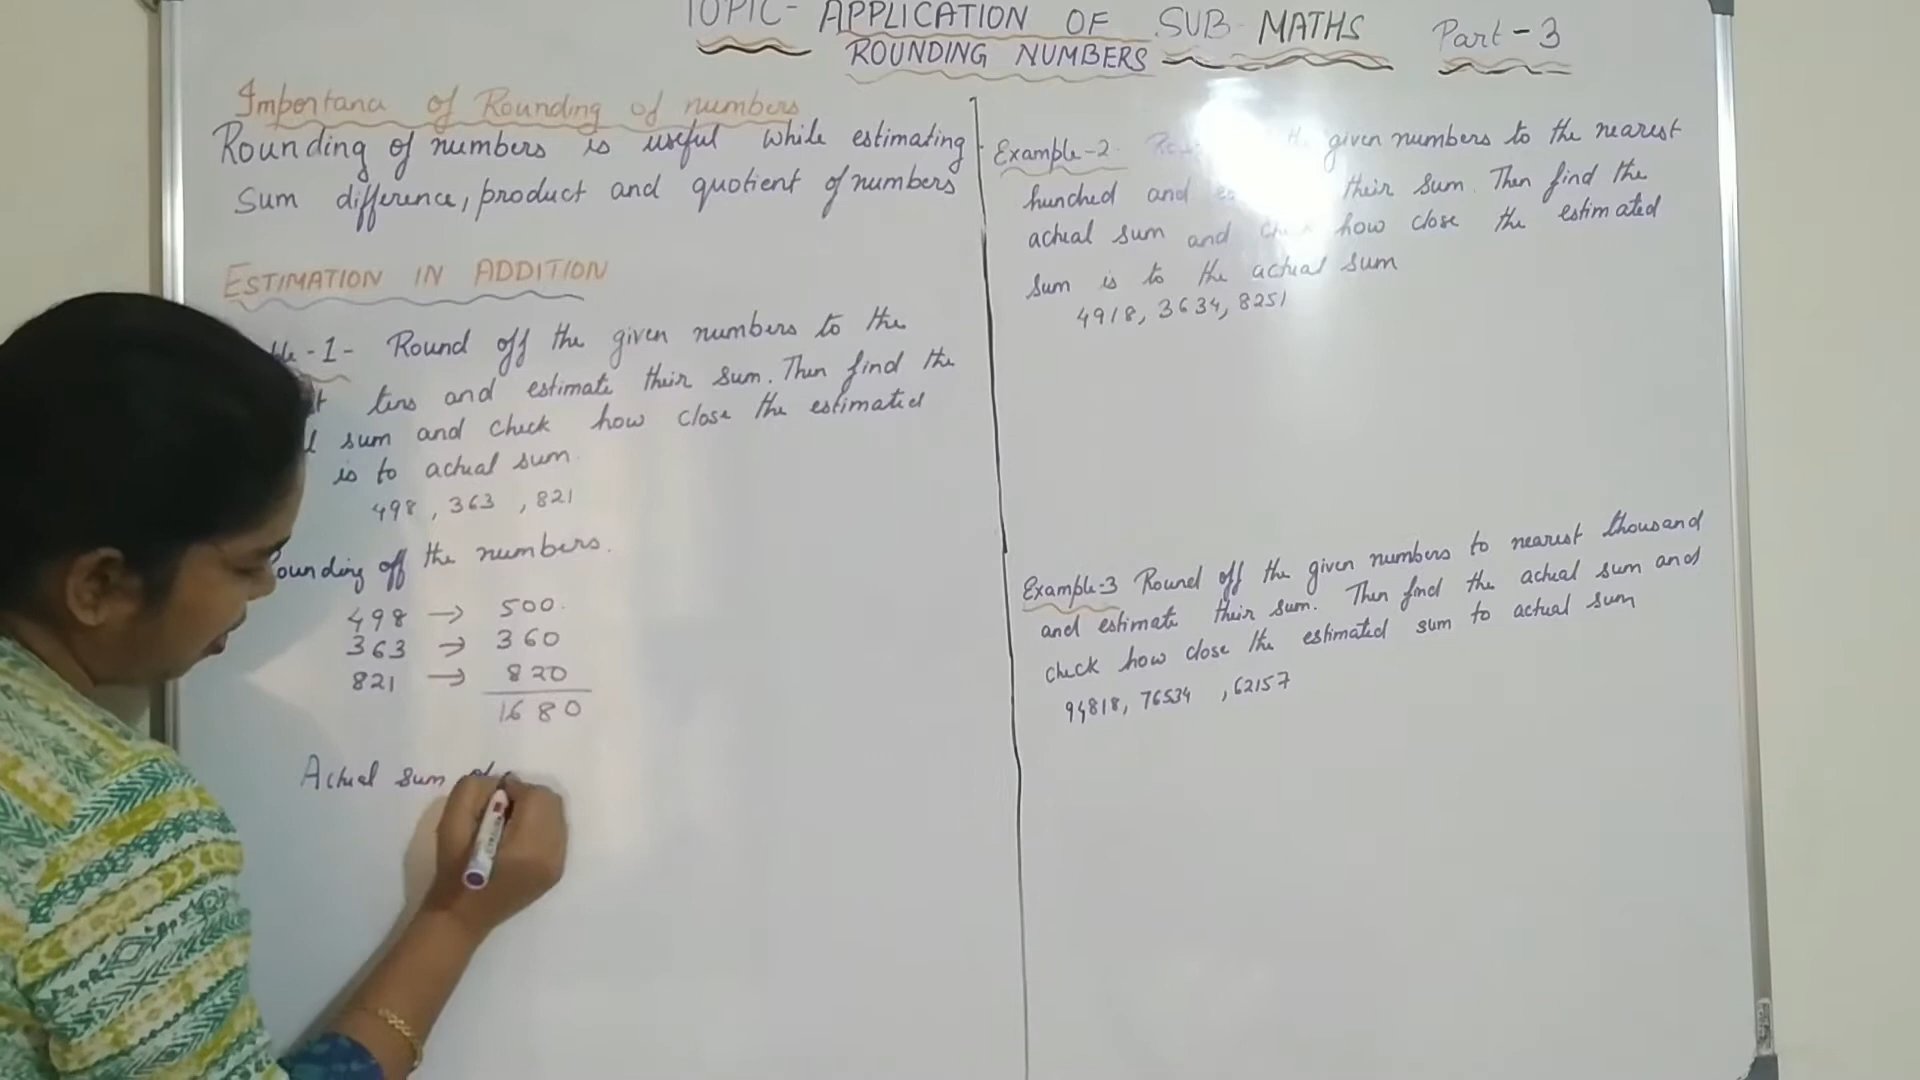 TOPIC- APPLICATION OF SUB- MATHS Part-3
ROUNDING NUMBERS
Importanc of Rounding of numbers
Rounding of numbers is useful while estimating
Sum difference, product and quotient of numbers
ESTIMATION IN ADDITION
-1- Round off the given numbers to the
tens and estimate their sum. Then find the
sum and check how close the estimated
is to actual sum.
498, 363, 821
ounding off the numbers.
498 → 500.
363 → 360
821 → 820
1680
Actual sum of
Example-2 the given numbers to the nearest
hundred and their sum. Then find the
actual sum and how close the estimated
sum is to the actual sum
4918, 3634, 8251
Example-3 Round off the given numbers to nearest thousand
and estimate their sum. Then find the actual sum and
check how close the estimated sum to actual sum
94818, 76534, 62157